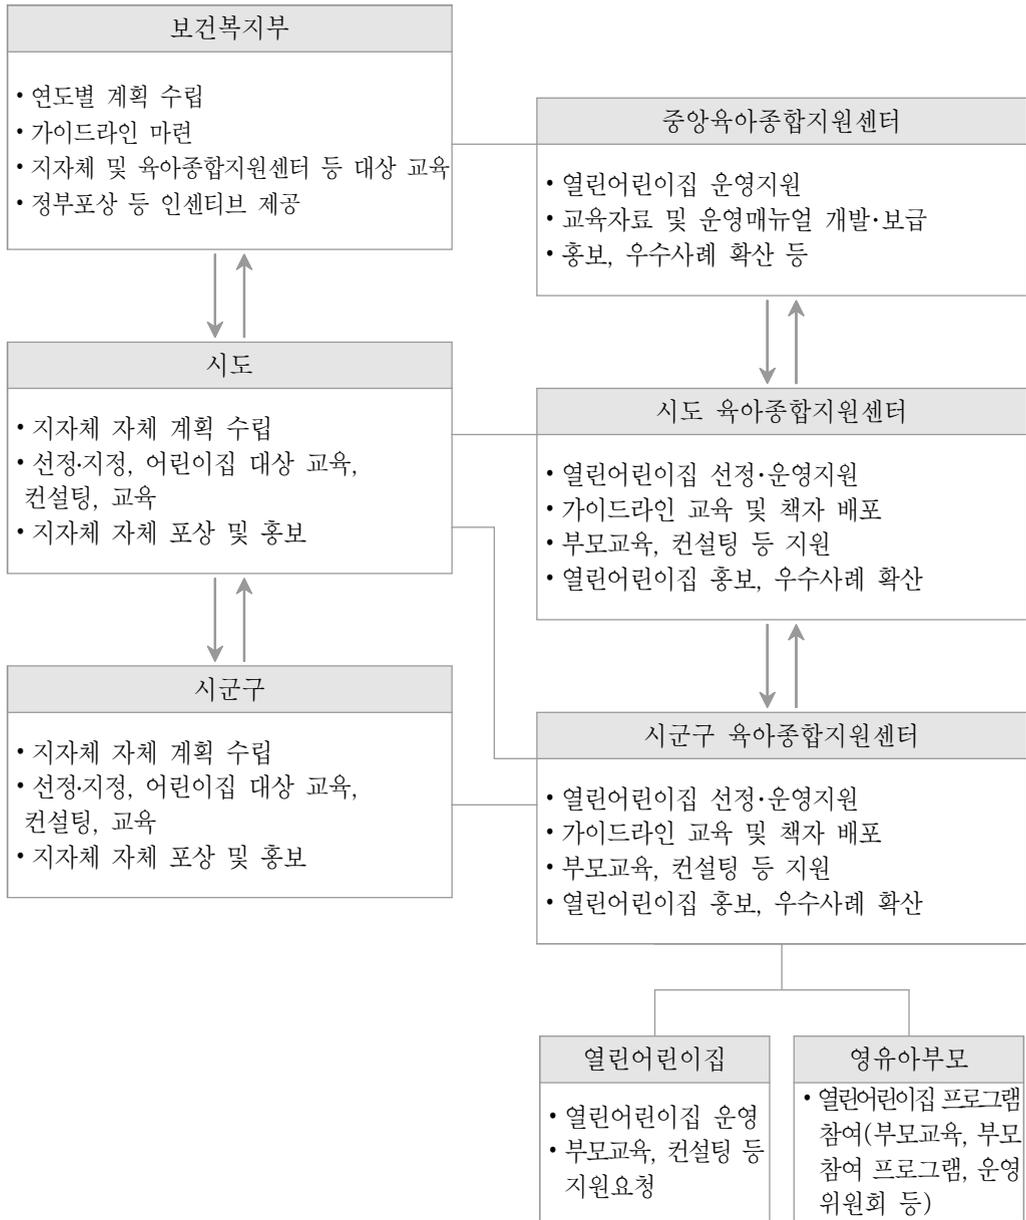 보건복지부
• 연도별 계획 수립
• 가이드라인 마련
• 지자체 및 육아종합지원센터 등 대상 교육
• 정부포상 등 인센티브 제공
중앙육아종합지원센터
• 열린어린이집 운영지원
• 교육자료 및 운영매뉴얼 개발·보급
• 홍보, 우수사례 확산 등
시도
• 지자체 자체 계획 수립
• 선정·지정, 어린이집 대상 교육,
컨설팅, 교육
• 지자체 자체 포상 및 홍보
시도 육아종합지원센터
• 열린어린이집 선정·운영지원
• 가이드라인 교육 및 책자 배포
• 부모교육, 컨설팅 등 지원
• 열린어린이집 홍보, 우수사례 확산
시군구
• 지자체 자체 계획 수립
• 선정·지정, 어린이집 대상 교육,
컨설팅, 교육
• 지자체 자체 포상 및 홍보
시군구 육아종합지원센터
• 열린어린이집 선정·운영지원
• 가이드라인 교육 및 책자 배포
• 부모교육, 컨설팅 등 지원
• 열린어린이집 홍보, 우수사례 확산
열린어린이집
• 열린어린이집 운영
• 부모교육, 컨설팅 등
지원요청
영유아부모
• 열린어린이집 프로그램
참여(부모교육, 부모
참여 프로그램, 운영
위원회 등)